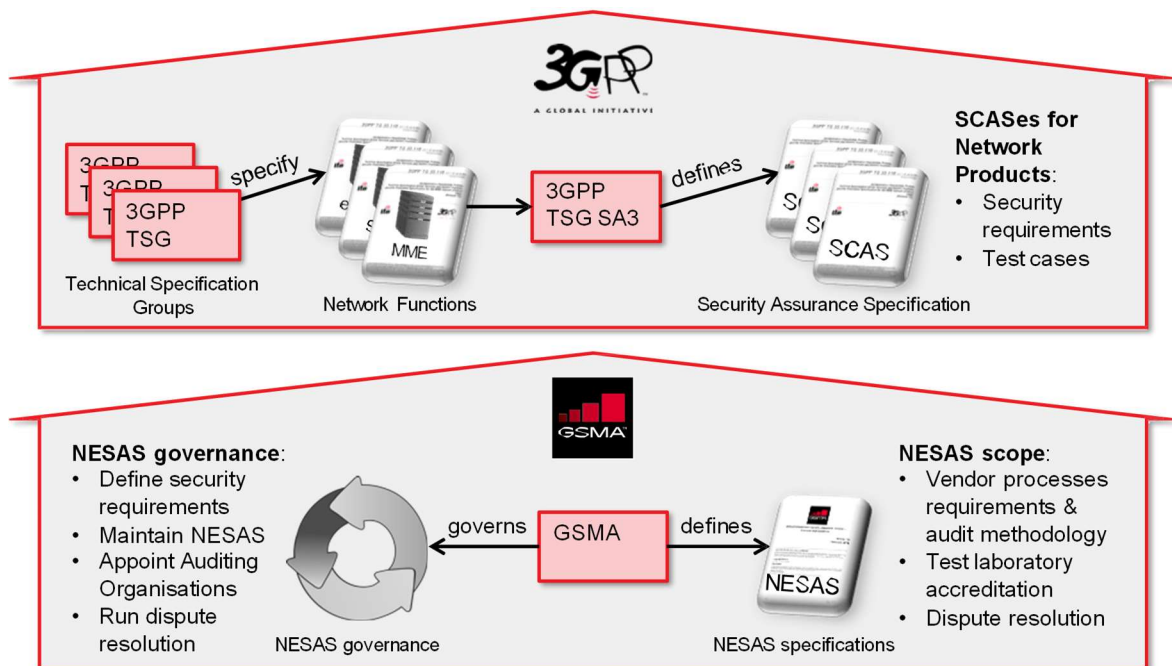 3GPP
A GLOBAL INITIATIVE
3GPP
3GPP
3GPP
TSG
Technical Specification
Groups
specify
MME
Network Functions
3GPP
TSG SA3
defines
SCAS
Security Assurance Specification
SCASes for
Network
Products:
• Security
requirements
• Test cases
GSMA
NESAS governance:
• Define security
requirements
• Maintain NESAS
• Appoint Auditing
Organisations
• Run dispute
resolution
NESAS governance
governs
GSMA
defines
NESAS
NESAS specifications
NESAS scope:
• Vendor processes
requirements &
audit methodology
• Test laboratory
accreditation
• Dispute resolution